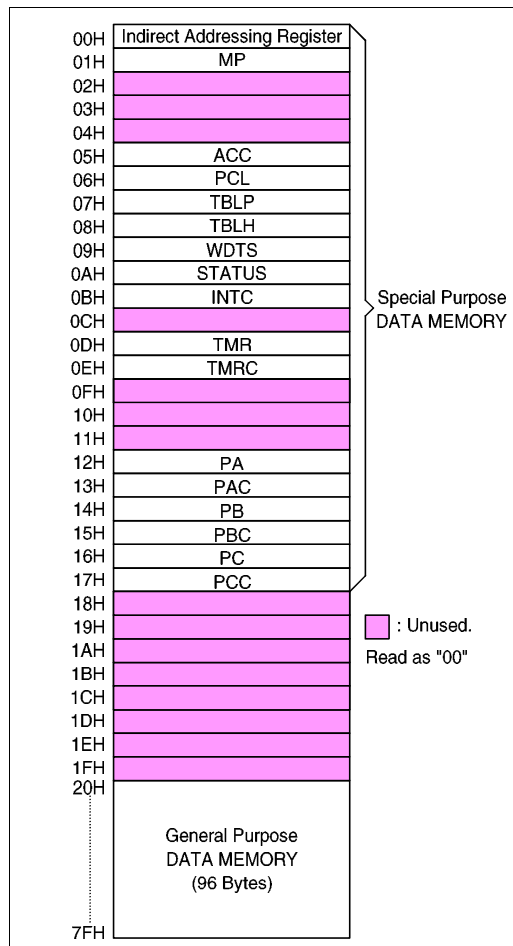 00H Indirect Addressing Register
01H MP
02H
03H
04H
05H ACC
06H PCL
07H TBLP
08H TBLH
09H WDTS
0AH STATUS
0BH INTC
0CH
0DH TMR
0EH TMRC
0FH
10H
11H
12H PA
13H PAC
14H PB
15H PBC
16H PC
17H PCC
18H
19H
1AH
1BH
1CH
1DH
1EH
1FH
20H
General Purpose
DATA MEMORY
(96 Bytes)
7FH
Special Purpose
DATA MEMORY
: Unused.
Read as "00"